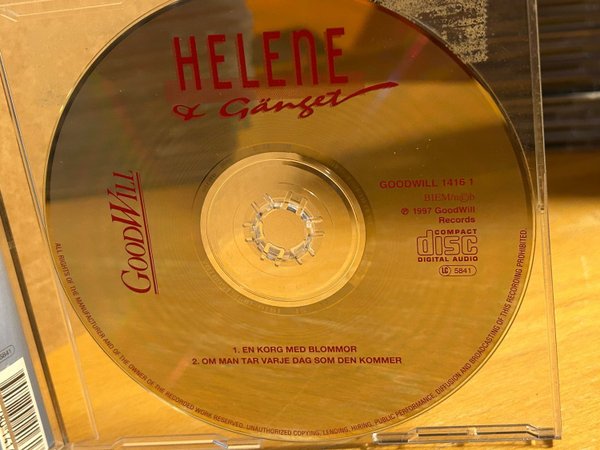 HELENE
& Gänget
GOODWILL
GOODWILL 1416 1
BIEM/n©b
℗ 1997 GoodWill
Records
COMPACT
disc
DIGITAL AUDIO
LC 5841
1. EN KORG MED BLOMMOR
2. OM MAN TAR VARJE DAG SOM DEN KOMMER
ALL RIGHTS OF THE MANUFACTURER AND OF THE OWNER OF THE RECORDED WORK RESERVED. UNAUTHORIZED COPYING, LENDING, HIRING, PUBLIC PERFORMANCE, DIFFUSION AND BROADCASTING OF THIS RECORDING PROHIBITED.
5841